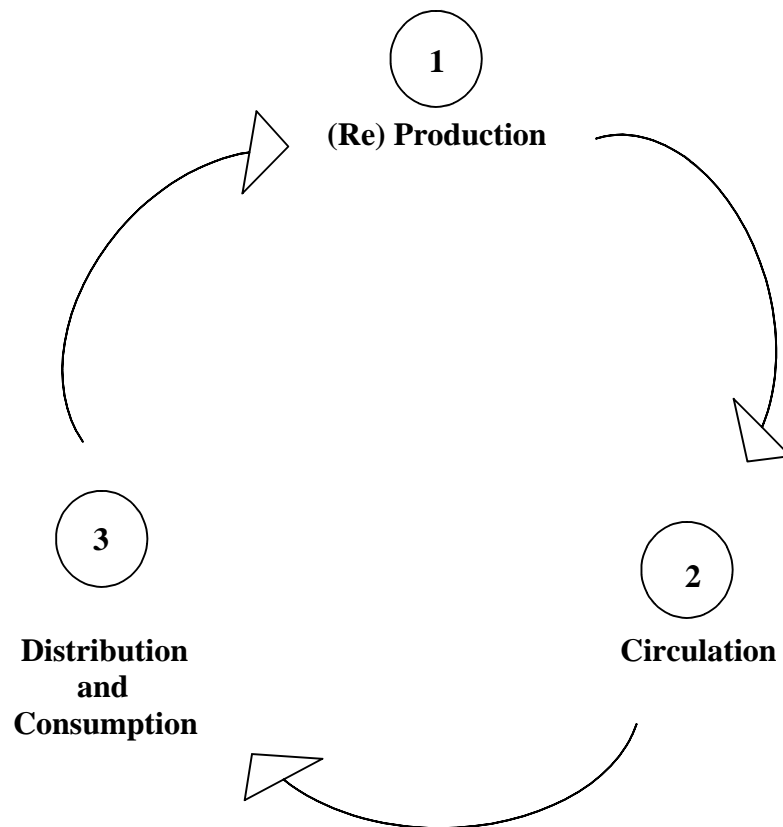 1
(Re) Production
2
Circulation
3
Distribution
and
Consumption